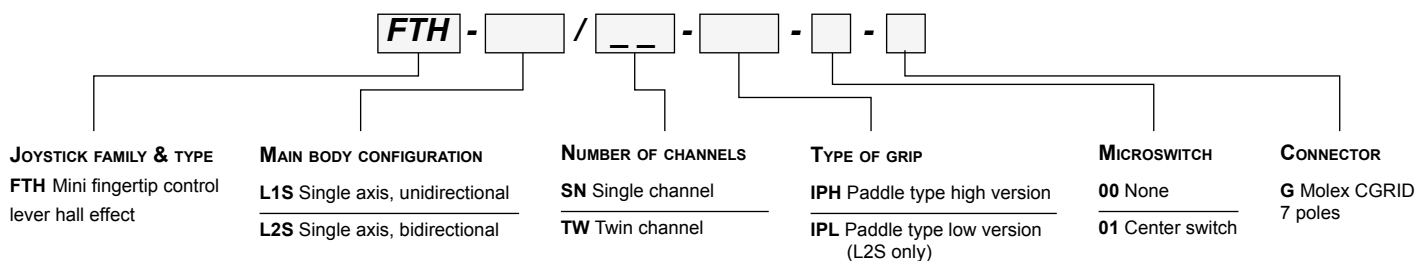 FTH - / _ _ - - -
JOYSTICK FAMILY & TYPE
FTH Mini fingertip control
lever hall effect
MAIN BODY CONFIGURATION
L1S Single axis, unidirectional
L2S Single axis, bidirectional
NUMBER OF CHANNELS
SN Single channel
TW Twin channel
TYPE OF GRIP
IPH Paddle type high version
IPL Paddle type low version
(L2S only)
MICROSWITCH
00 None
01 Center switch
CONNECTOR
G Molex CGRID
7 poles